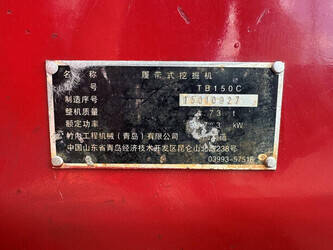 名 称 履带式挖掘机
号 TB150C
制造序号 15010927
整机质量 t
额定功率 kW
竹内工程机械（青岛）有限公司
中国山东省青岛经济技术开发区昆仑山北路238号
03993-57516